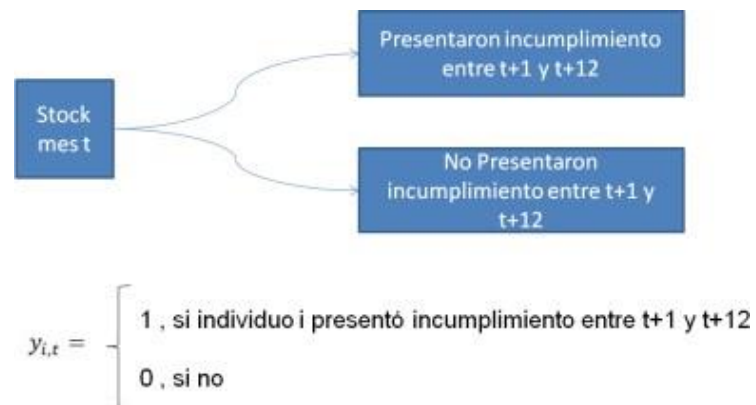 Presentaron incumplimiento
entre t+1 y t+12
Stock
mes t
No Presentaron
incumplimiento entre t+1 y
t+12
1 , si individuo i presentó incumplimiento entre t+1 y t+12
y_{i,t} =
0 , si no